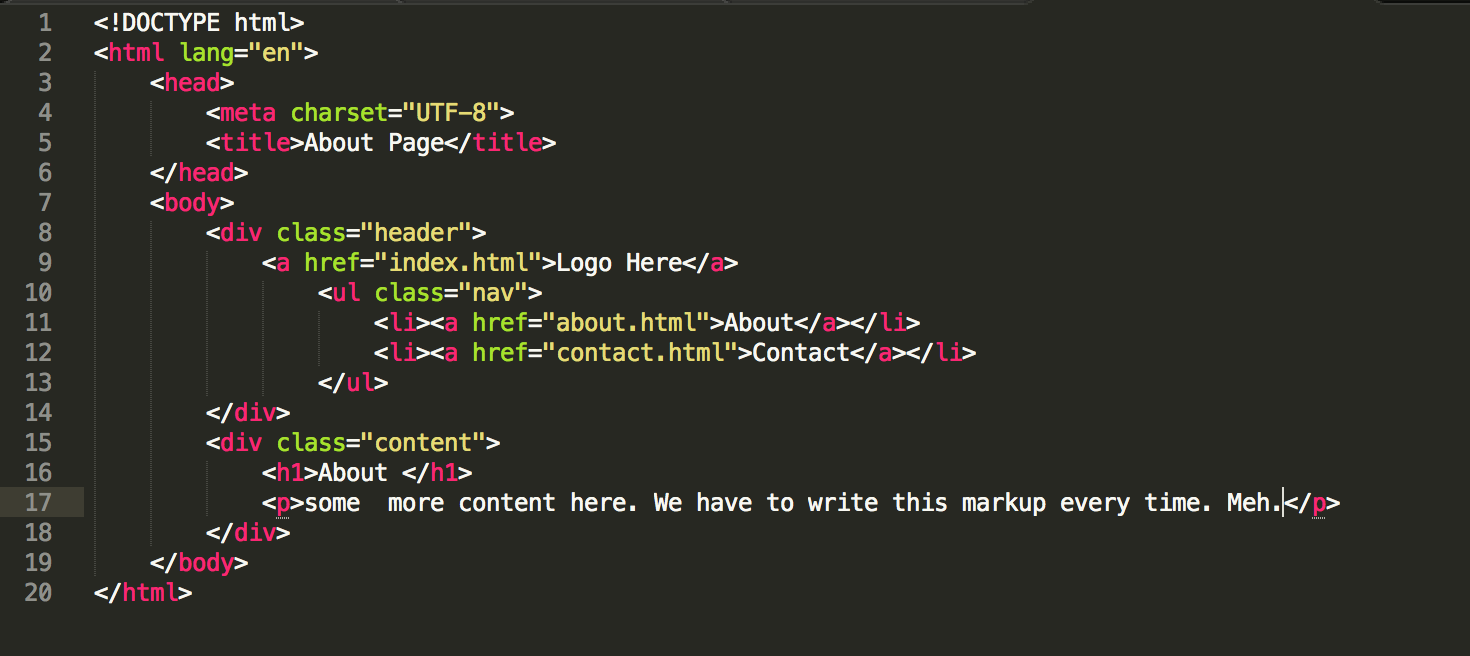 1 <!DOCTYPE html>
2 <html lang="en">
3     <head>
4         <meta charset="UTF-8">
5         <title>About Page</title>
6     </head>
7     <body>
8         <div class="header">
9             <a href="index.html">Logo Here</a>
10                 <ul class="nav">
11                     <li><a href="about.html">About</a></li>
12                     <li><a href="contact.html">Contact</a></li>
13                 </ul>
14         </div>
15         <div class="content">
16             <h1>About </h1>
17             <p>some  more content here. We have to write this markup every time. Meh.</p>
18         </div>
19     </body>
20 </html>